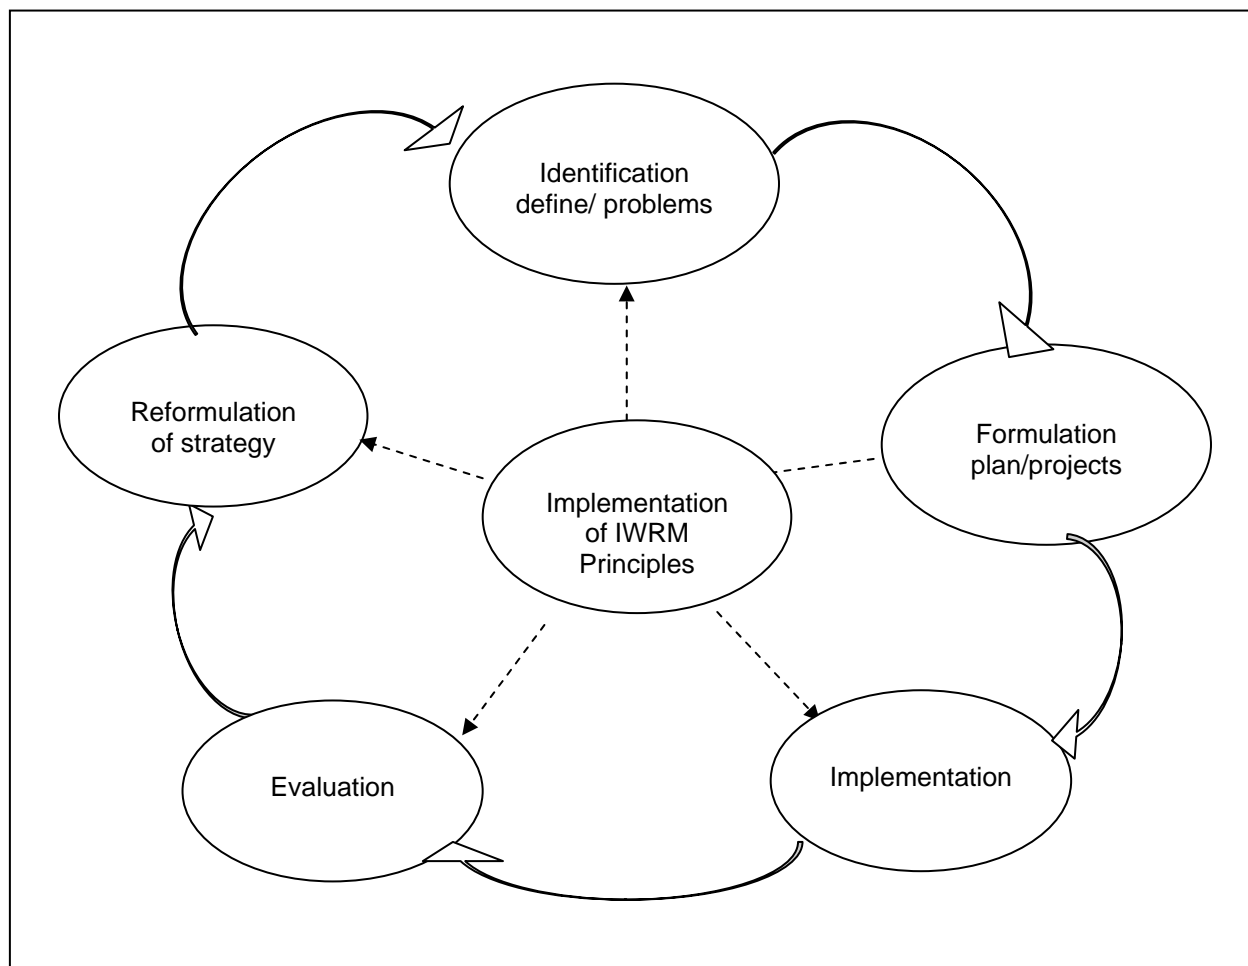 Identification
define/ problems
Formulation
plan/projects
Implementation
Evaluation
Reformulation
of strategy
Implementation
of IWRM
Principles